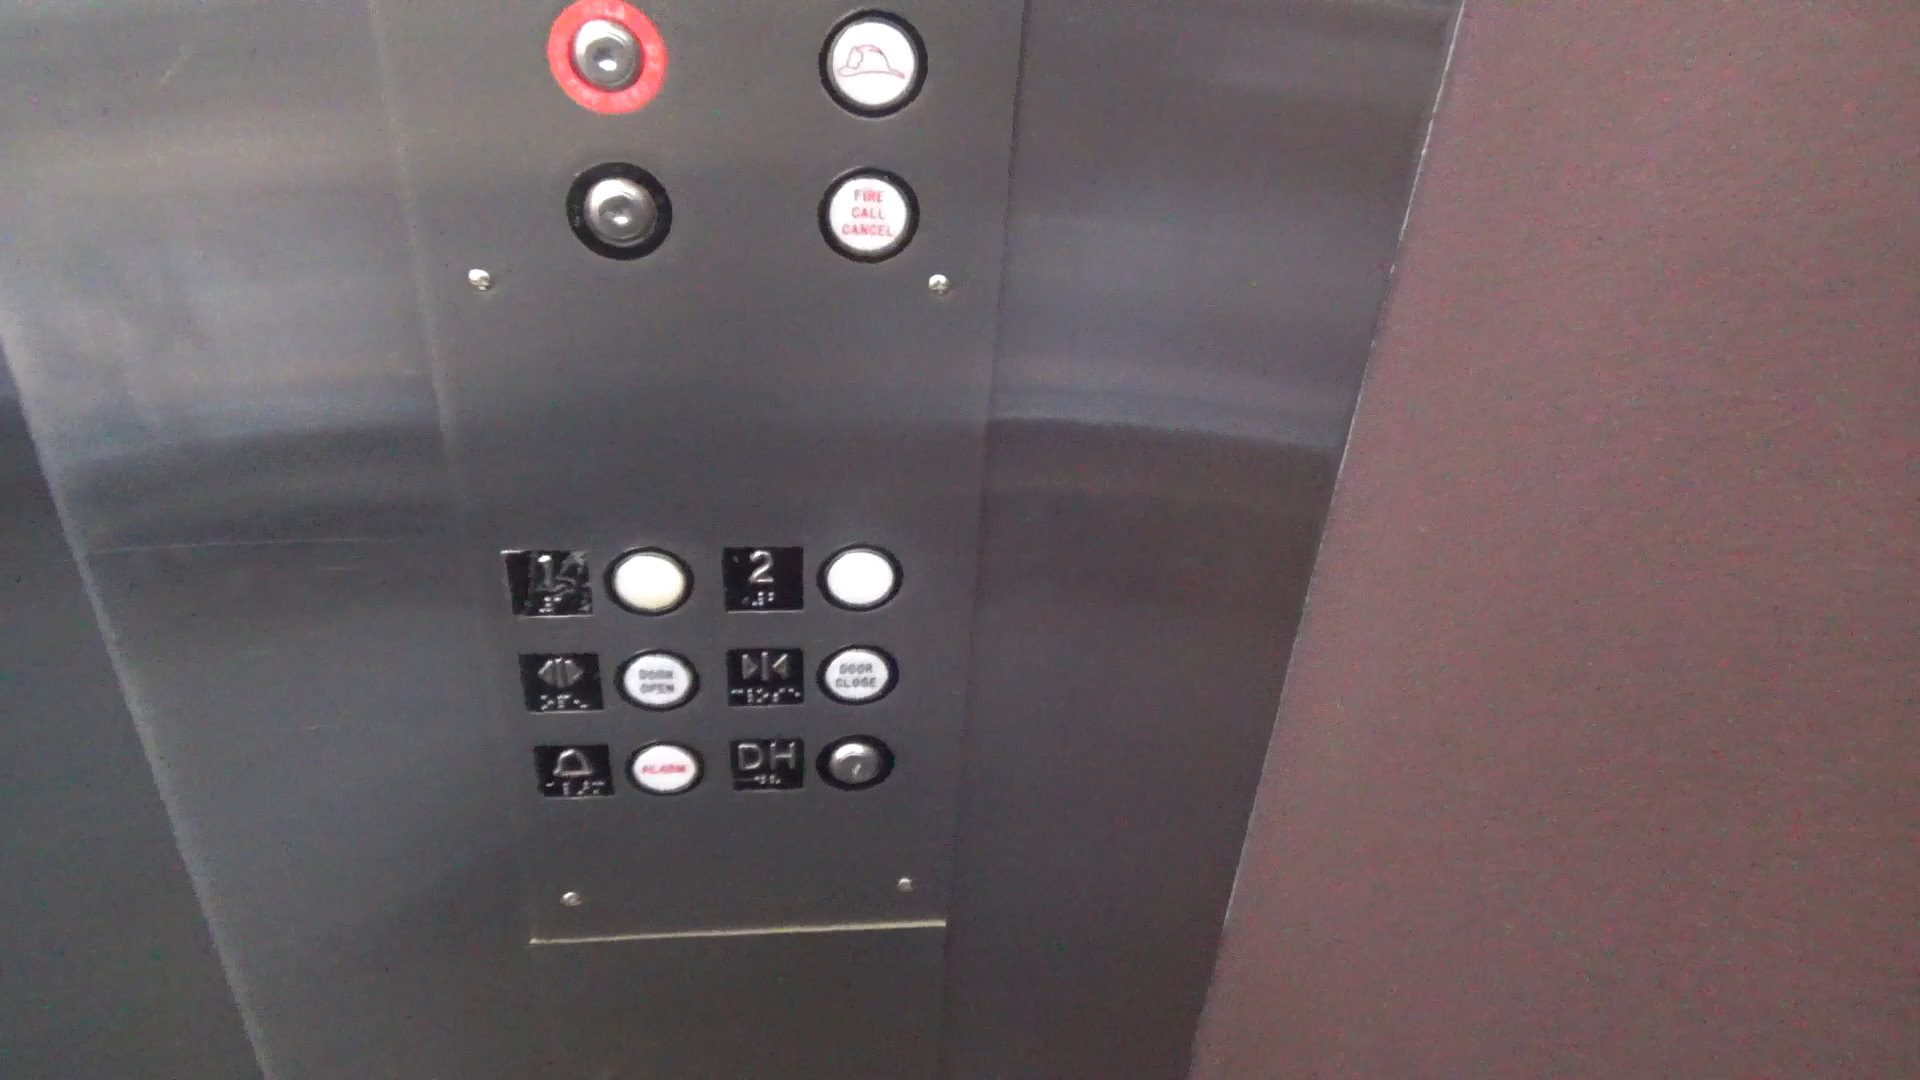 FIRE
CALL
CANCEL
1
2
DOOR
OPEN
DOOR
CLOSE
ALARM
DH